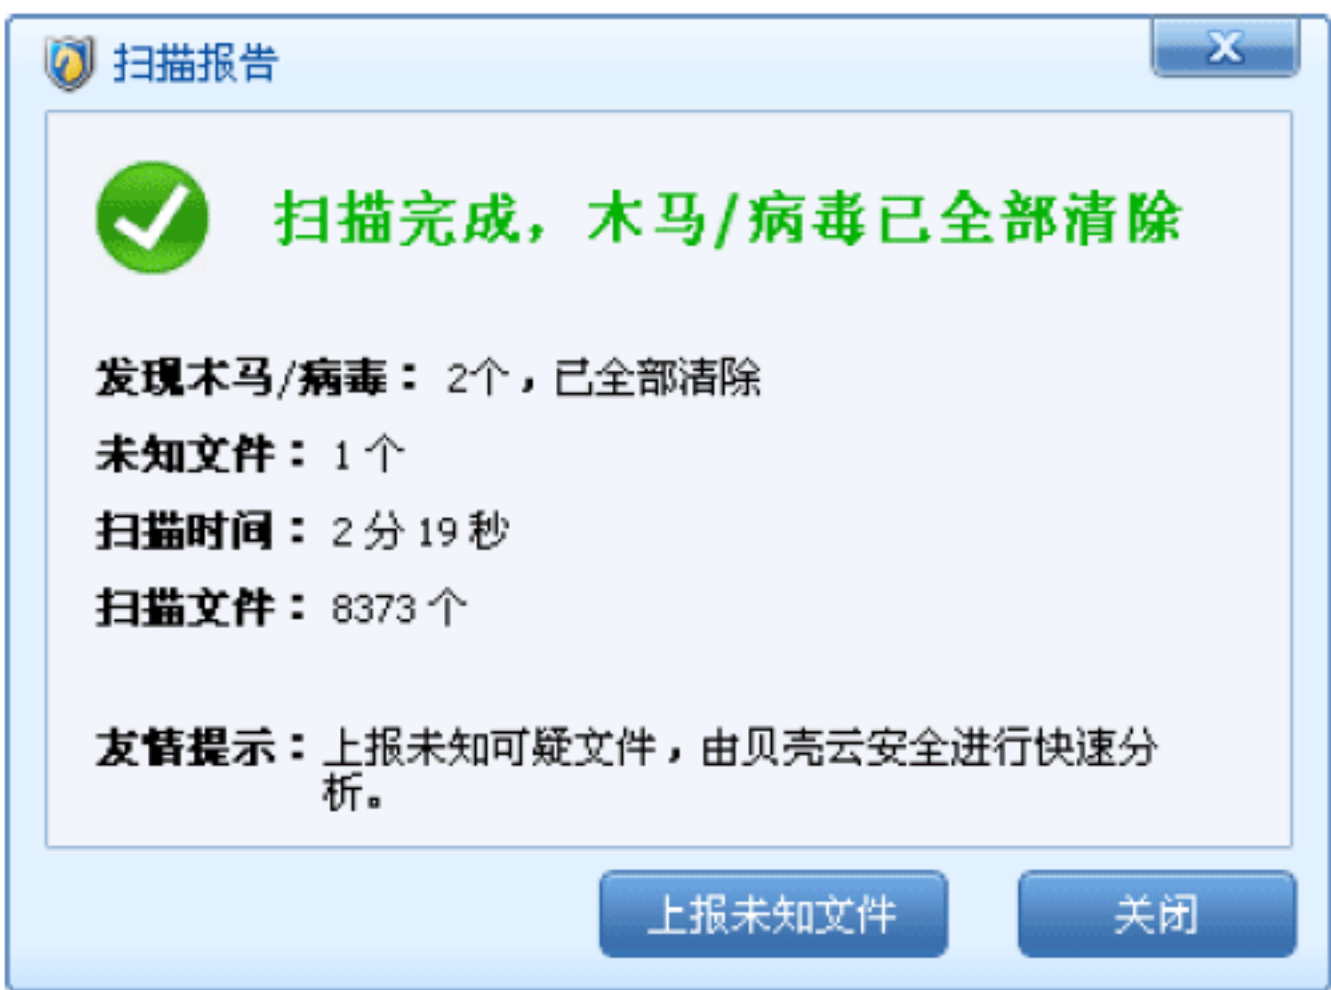 扫描报告
扫描完成，木马/病毒已全部清除
发现木马/病毒： 2个，已全部清除
未知文件： 1 个
扫描时间： 2 分 19 秒
扫描文件： 8373 个
友情提示：上报未知可疑文件，由贝壳云安全进行快速分
析。
上报未知文件 关闭